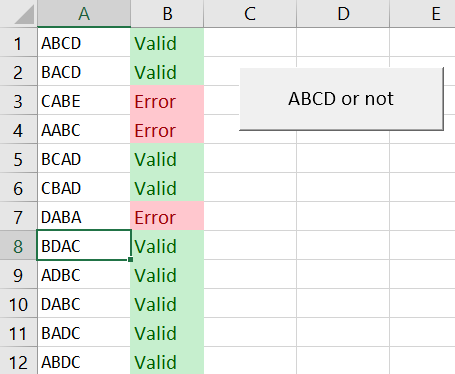 A B C D E
1 ABCD Valid
2 BACD Valid
3 CABE Error
4 AABC Error
5 BCAD Valid
6 CBAD Valid
7 DABA Error
8 BDAC Valid
9 ADBC Valid
10 DABC Valid
11 BADC Valid
12 ABDC Valid
ABCD or not